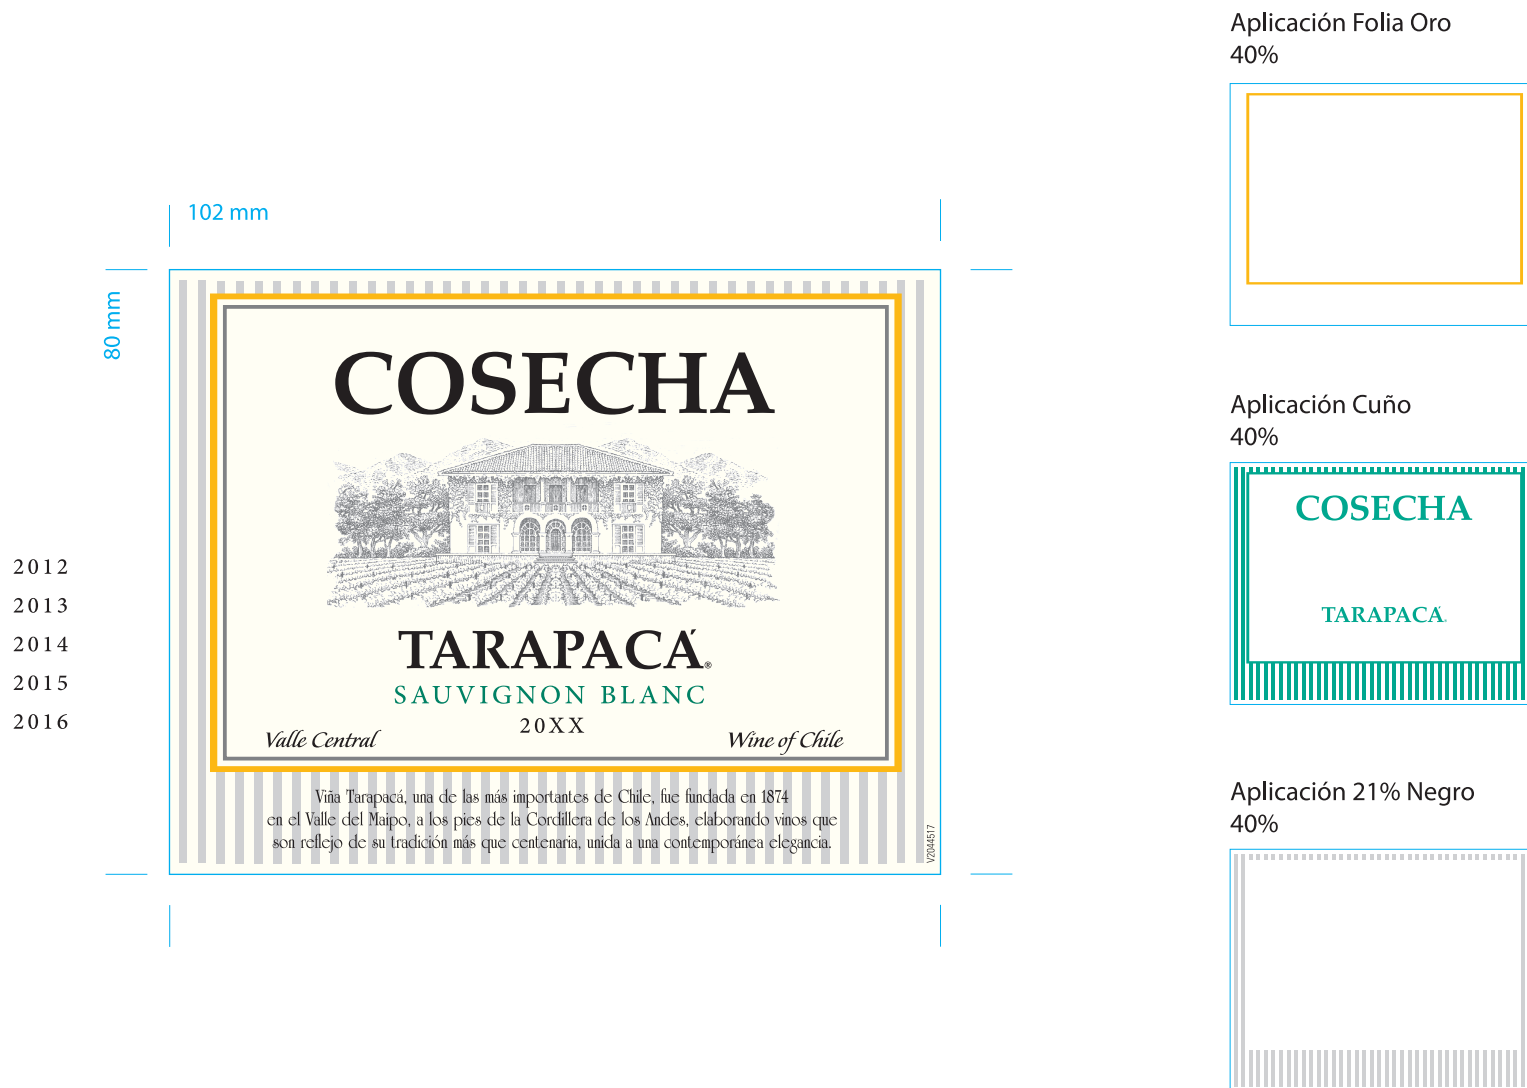 Aplicación Folia Oro
40%
102 mm
80 mm
COSECHA
TARAPACÁ®
SAUVIGNON BLANC
20XX
Valle Central
Wine of Chile
Viña Tarapacá, una de las más importantes de Chile, fue fundada en 1874
en el Valle del Maipo, a los pies de la Cordillera de los Andes, elaborando vinos que
son reflejo de su tradición más que centenaria, unida a una contemporánea elegancia.
V2044517
2012
2013
2014
2015
2016
Aplicación Cuño
40%
COSECHA
TARAPACÁ®
Aplicación 21% Negro
40%